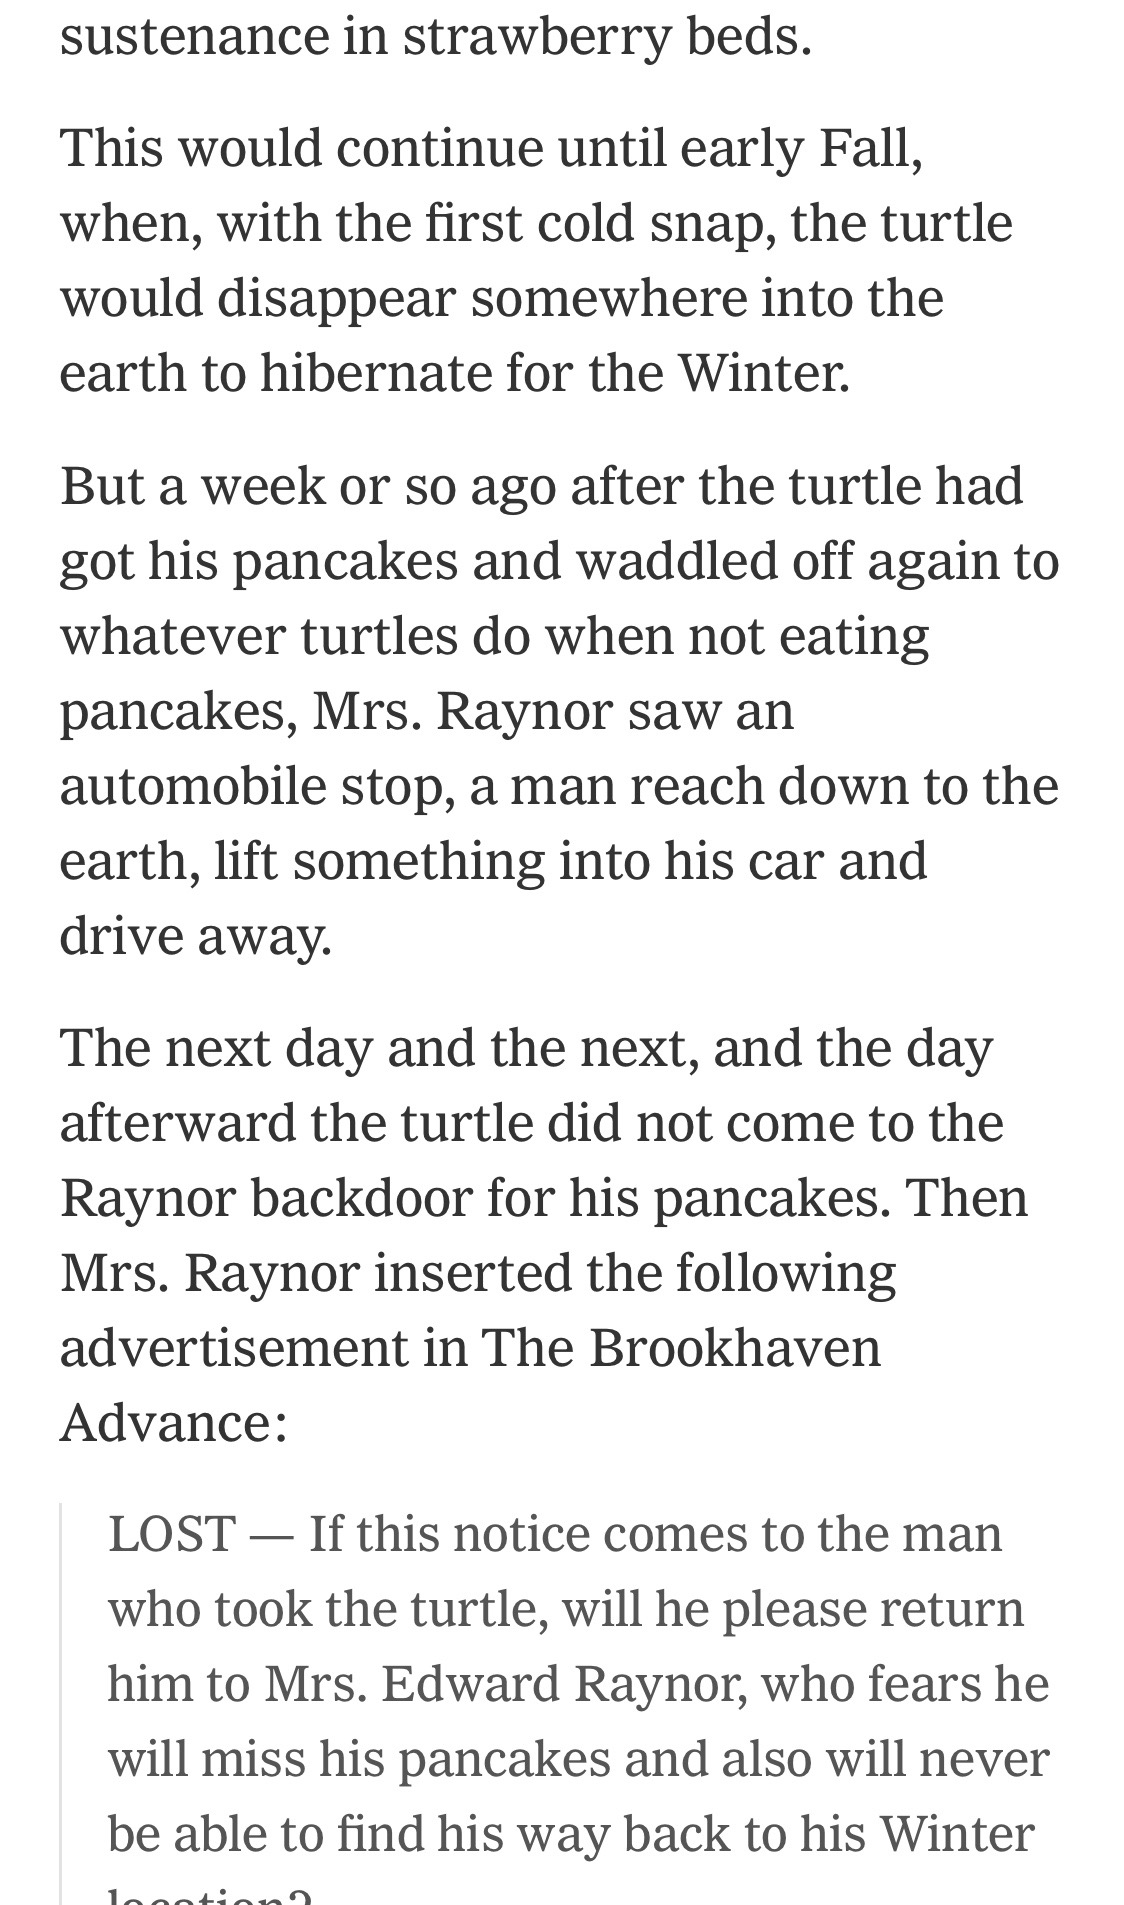 sustenance in strawberry beds.
This would continue until early Fall,
when, with the first cold snap, the turtle
would disappear somewhere into the
earth to hibernate for the Winter.
But a week or so ago after the turtle had
got his pancakes and waddled off again to
whatever turtles do when not eating
pancakes, Mrs. Raynor saw an
automobile stop, a man reach down to the
earth, lift something into his car and
drive away.
The next day and the next, and the day
afterward the turtle did not come to the
Raynor backdoor for his pancakes. Then
Mrs. Raynor inserted the following
advertisement in The Brookhaven
Advance:
LOST — If this notice comes to the man
who took the turtle, will he please return
him to Mrs. Edward Raynor, who fears he
will miss his pancakes and also will never
be able to find his way back to his Winter
location?